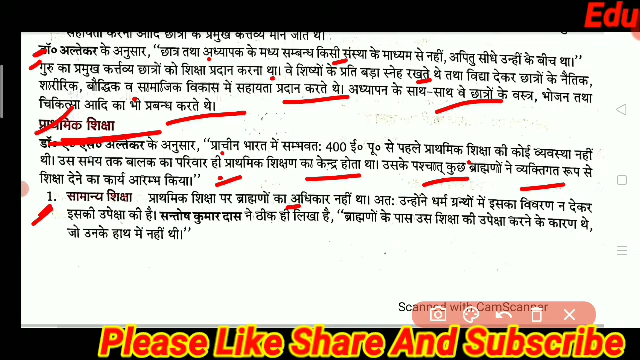 Edu
सहायता करना आदि छात्रों के प्रमुख कर्त्तव्य माने जाते थे।
डॉ० अल्तेकर के अनुसार, “छात्र तथा अध्यापक के मध्य सम्बन्ध किसी संस्था के माध्यम से नहीं, अपितु सीधे उन्हीं के बीच था।”
गुरु का प्रमुख कर्त्तव्य छात्रों को शिक्षा प्रदान करना था। वे शिष्यों के प्रति बड़ा स्नेह रखते थे तथा विद्या देकर छात्रों के नैतिक,
शारीरिक, बौद्धिक व सामाजिक विकास में सहायता प्रदान करते थे। अध्यापन के साथ-साथ वे छात्रों के वस्त्र, भोजन तथा
चिकित्सा आदि का भी प्रबन्ध करते थे।
प्राथमिक शिक्षा
डॉ० ए० एस० अल्तेकर के अनुसार, “प्राचीन भारत में सम्भवत: 400 ई० पू० से पहले प्राथमिक शिक्षा की कोई व्यवस्था नहीं
थी। उस समय तक बालक का परिवार ही प्राथमिक शिक्षण का केन्द्र होता था। उसके पश्चात् कुछ ब्राह्मणों ने व्यक्तिगत रूप से
शिक्षा देने का कार्य आरम्भ किया।”
1. सामान्य शिक्षा प्राथमिक शिक्षा पर ब्राह्मणों का अधिकार नहीं था। अत: उन्होने धर्म ग्रन्थों में इसका विवरण न देकर
इसकी उपेक्षा की है। सन्तोष कुमार दास ने ठीक ही लिखा है, “ब्राह्मणों के पास उस शिक्षा की उपेक्षा करने के कारण थे,
जो उनके हाथ में नहीं थी।”
Scanned with CamScanner
Please Like Share And Subscribe